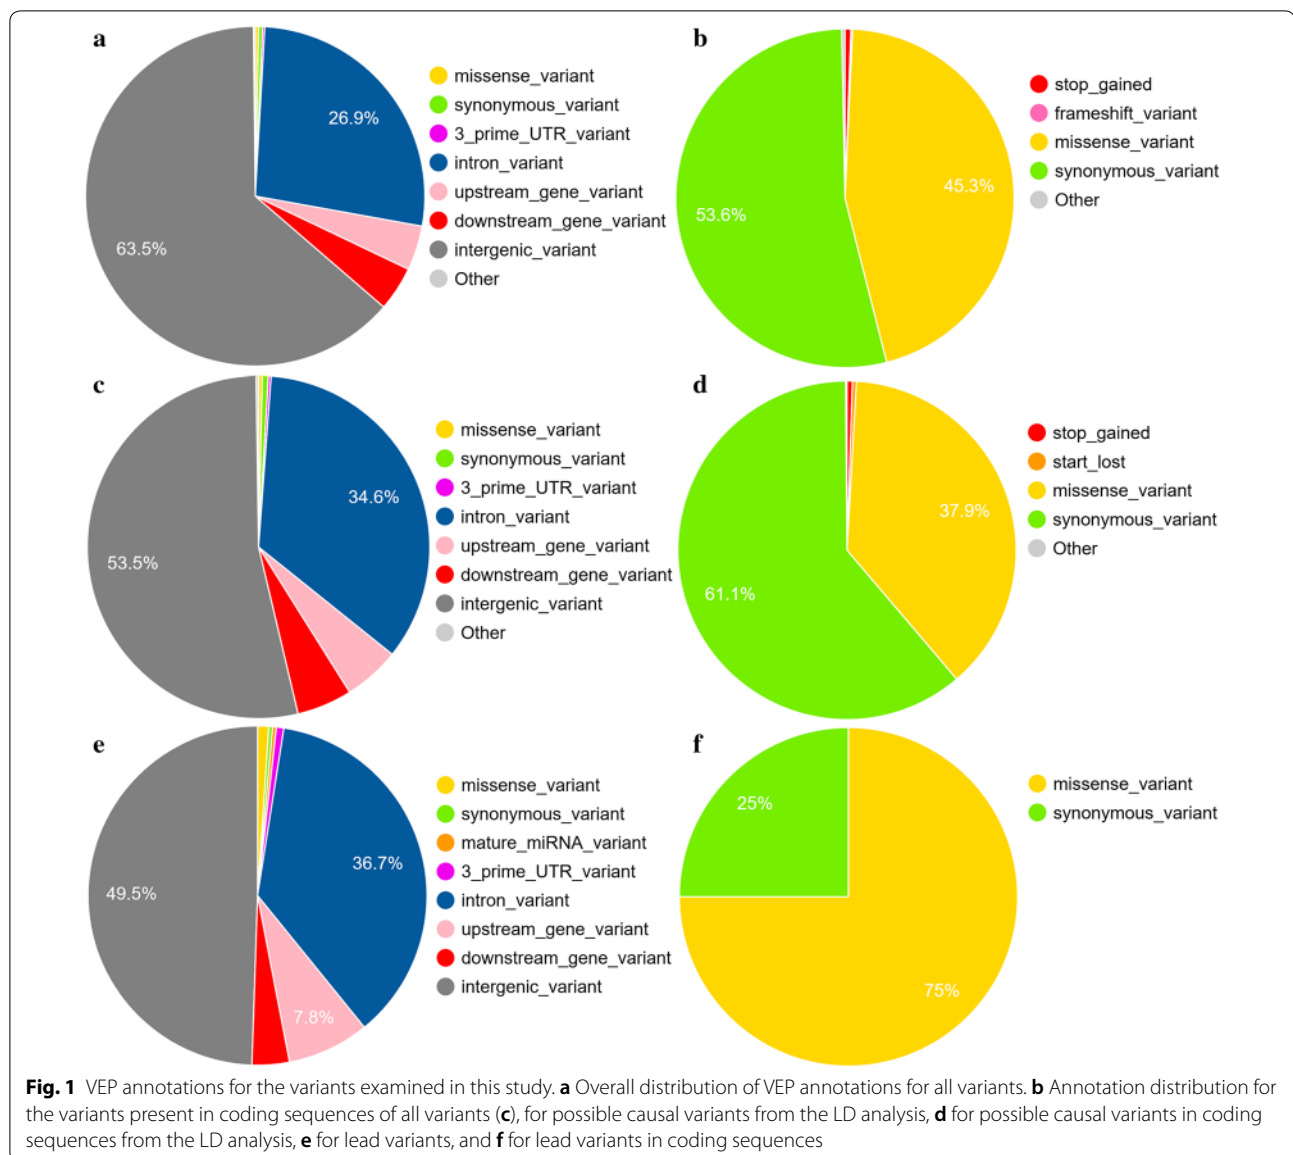 a
26.9%
63.5%
missense_variant
synonymous_variant
3_prime_UTR_variant
intron_variant
upstream_gene_variant
downstream_gene_variant
intergenic_variant
Other
b
45.3%
53.6%
stop_gained
frameshift_variant
missense_variant
synonymous_variant
Other
c
34.6%
53.5%
missense_variant
synonymous_variant
3_prime_UTR_variant
intron_variant
upstream_gene_variant
downstream_gene_variant
intergenic_variant
Other
d
37.9%
61.1%
stop_gained
start_lost
missense_variant
synonymous_variant
Other
e
36.7%
49.5%
7.8%
missense_variant
synonymous_variant
mature_miRNA_variant
3_prime_UTR_variant
intron_variant
upstream_gene_variant
downstream_gene_variant
intergenic_variant
f
25%
75%
missense_variant
synonymous_variant
Fig. 1 VEP annotations for the variants examined in this study. a Overall distribution of VEP annotations for all variants. b Annotation distribution for
the variants present in coding sequences of all variants (c), for possible causal variants from the LD analysis, d for possible causal variants in coding
sequences from the LD analysis, e for lead variants, and f for lead variants in coding sequences